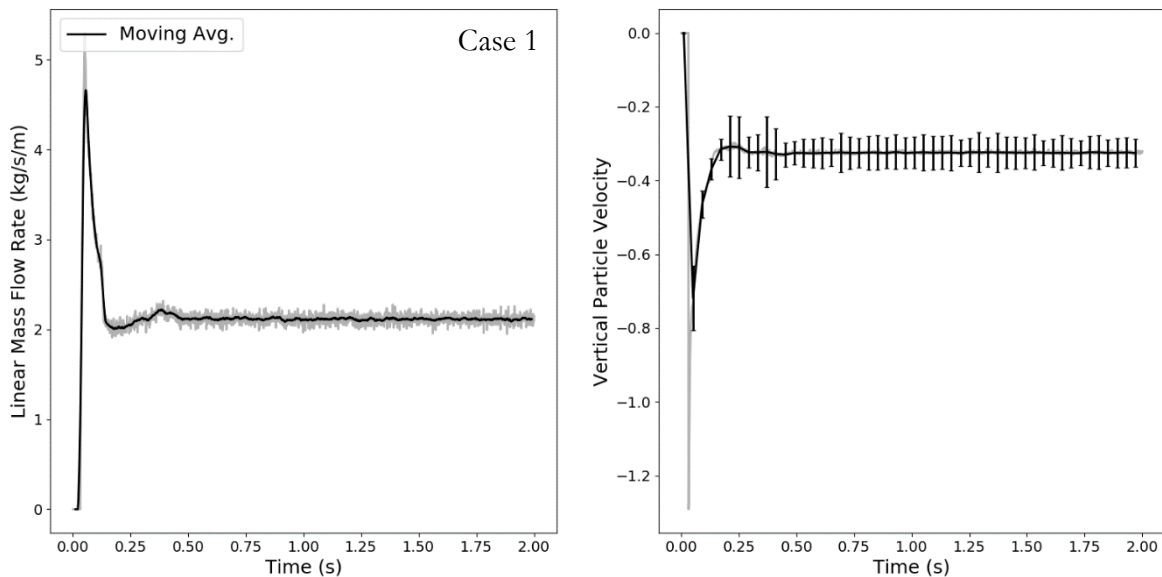 Moving Avg.
Case 1
5
4
3
2
1
0
Linear Mass Flow Rate (kg/s/m)
0.00 0.25 0.50 0.75 1.00 1.25 1.50 1.75 2.00
Time (s)
0.0
−0.2
−0.4
−0.6
−0.8
−1.0
−1.2
Vertical Particle Velocity
0.00 0.25 0.50 0.75 1.00 1.25 1.50 1.75 2.00
Time (s)